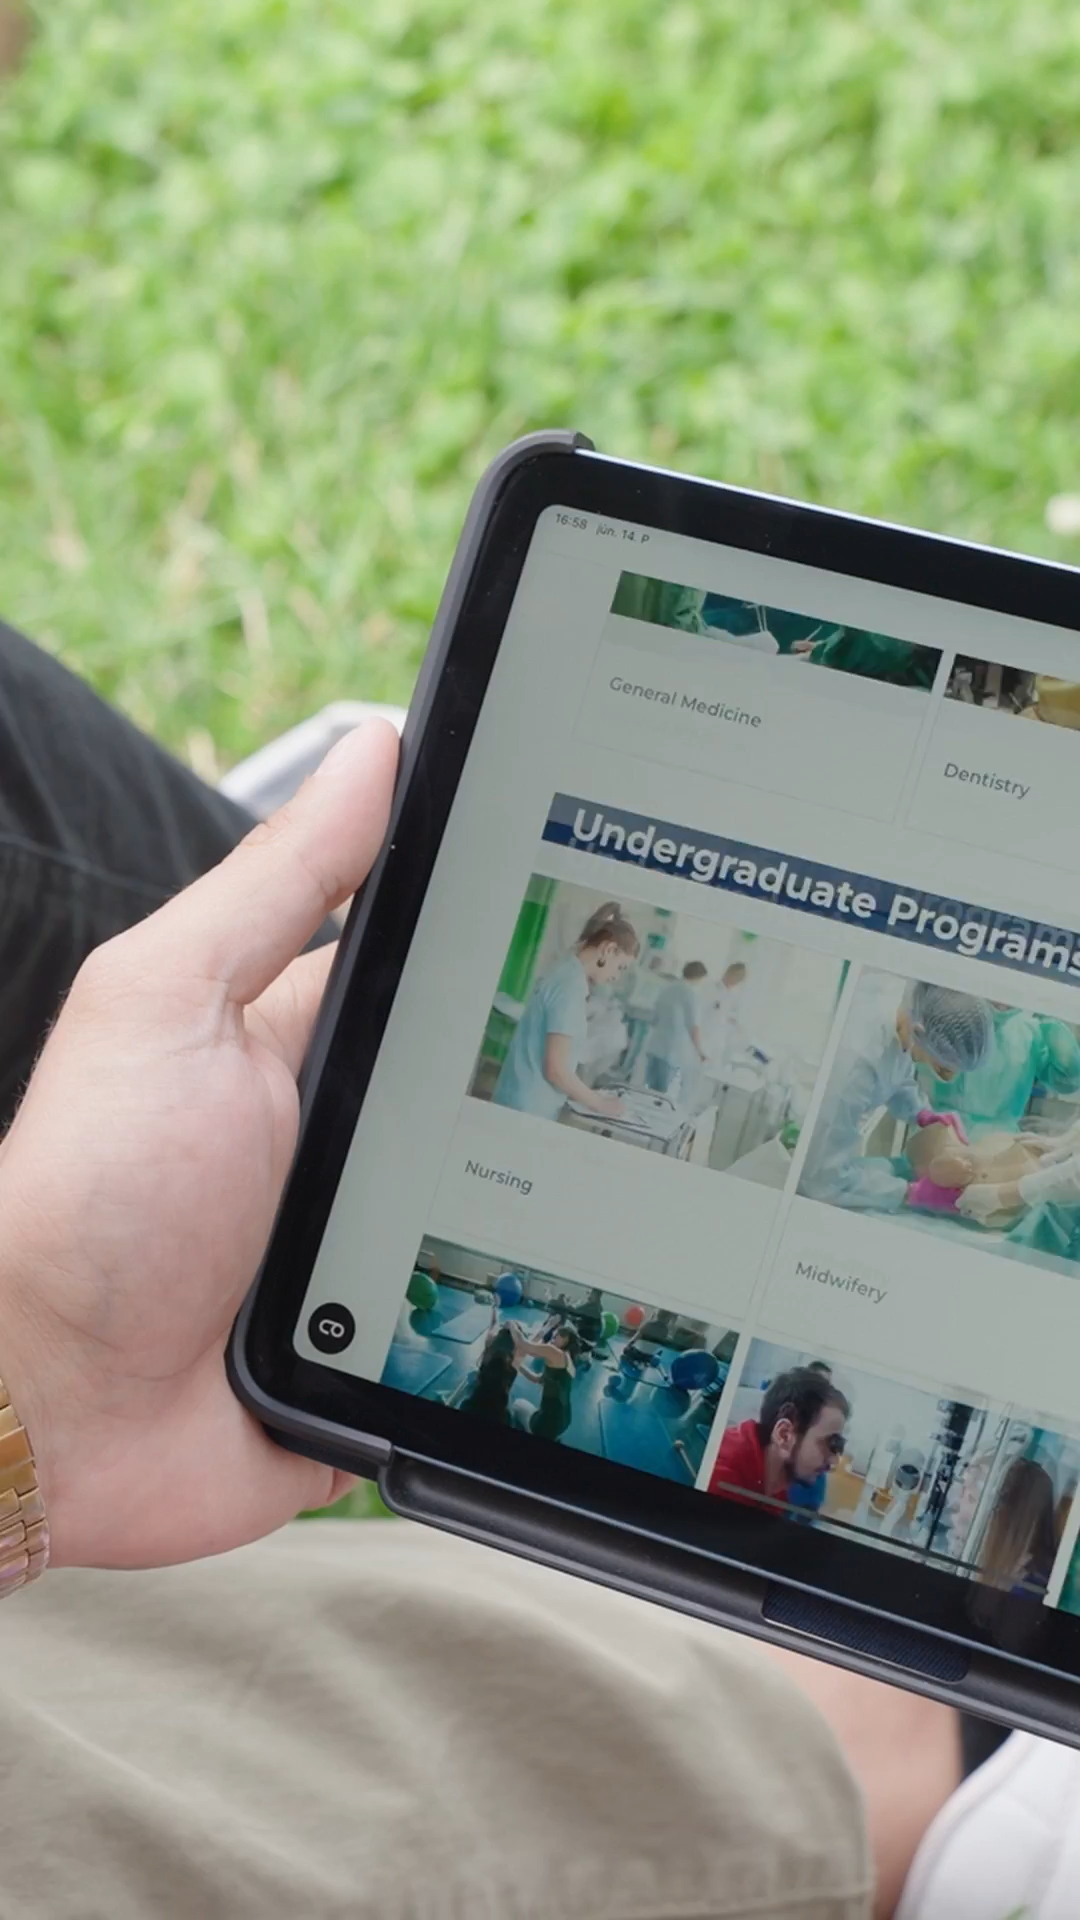 16:58 jún. 14. P
General Medicine
Dentistry
Undergraduate Programs
Nursing
Midwifery